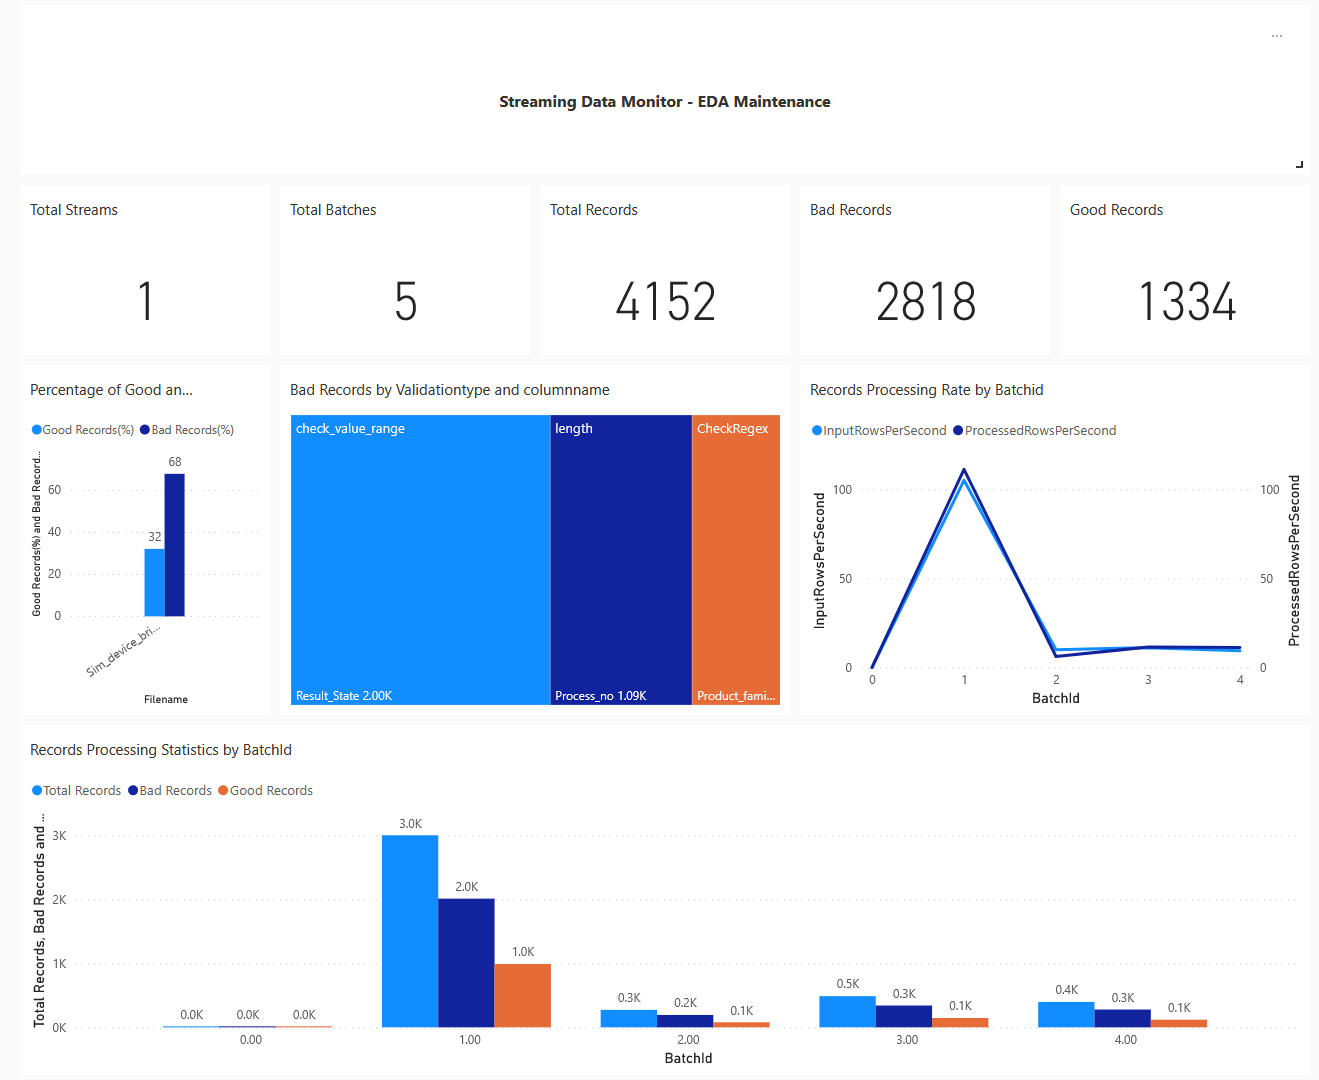 ...
Streaming Data Monitor - EDA Maintenance
Total Streams
1
Total Batches
5
Total Records
4152
Bad Records
2818
Good Records
1334
Percentage of Good an...
Good Records(%) Bad Records(%)
Good Records(%) and Bad Record...
60
40
20
0
32
68
Sim_device_bri...
Filename
Bad Records by Validationtype and columnname
check_value_range
Result_State 2.00K
length
Process_no 1.09K
CheckRegex
Product_fami...
Records Processing Rate by Batchid
InputRowsPerSecond ProcessedRowsPerSecond
InputRowsPerSecond
100
50
0
0 1 2 3 4
BatchId
100
50
0
ProcessedRowsPerSecond
Records Processing Statistics by BatchId
Total Records Bad Records Good Records
Total Records, Bad Records and ...
3K
2K
1K
0K
0.0K 0.0K 0.0K
3.0K 2.0K 1.0K
0.3K 0.2K 0.1K
0.5K 0.3K 0.1K
0.4K 0.3K 0.1K
0.00 1.00 2.00 3.00 4.00
BatchId